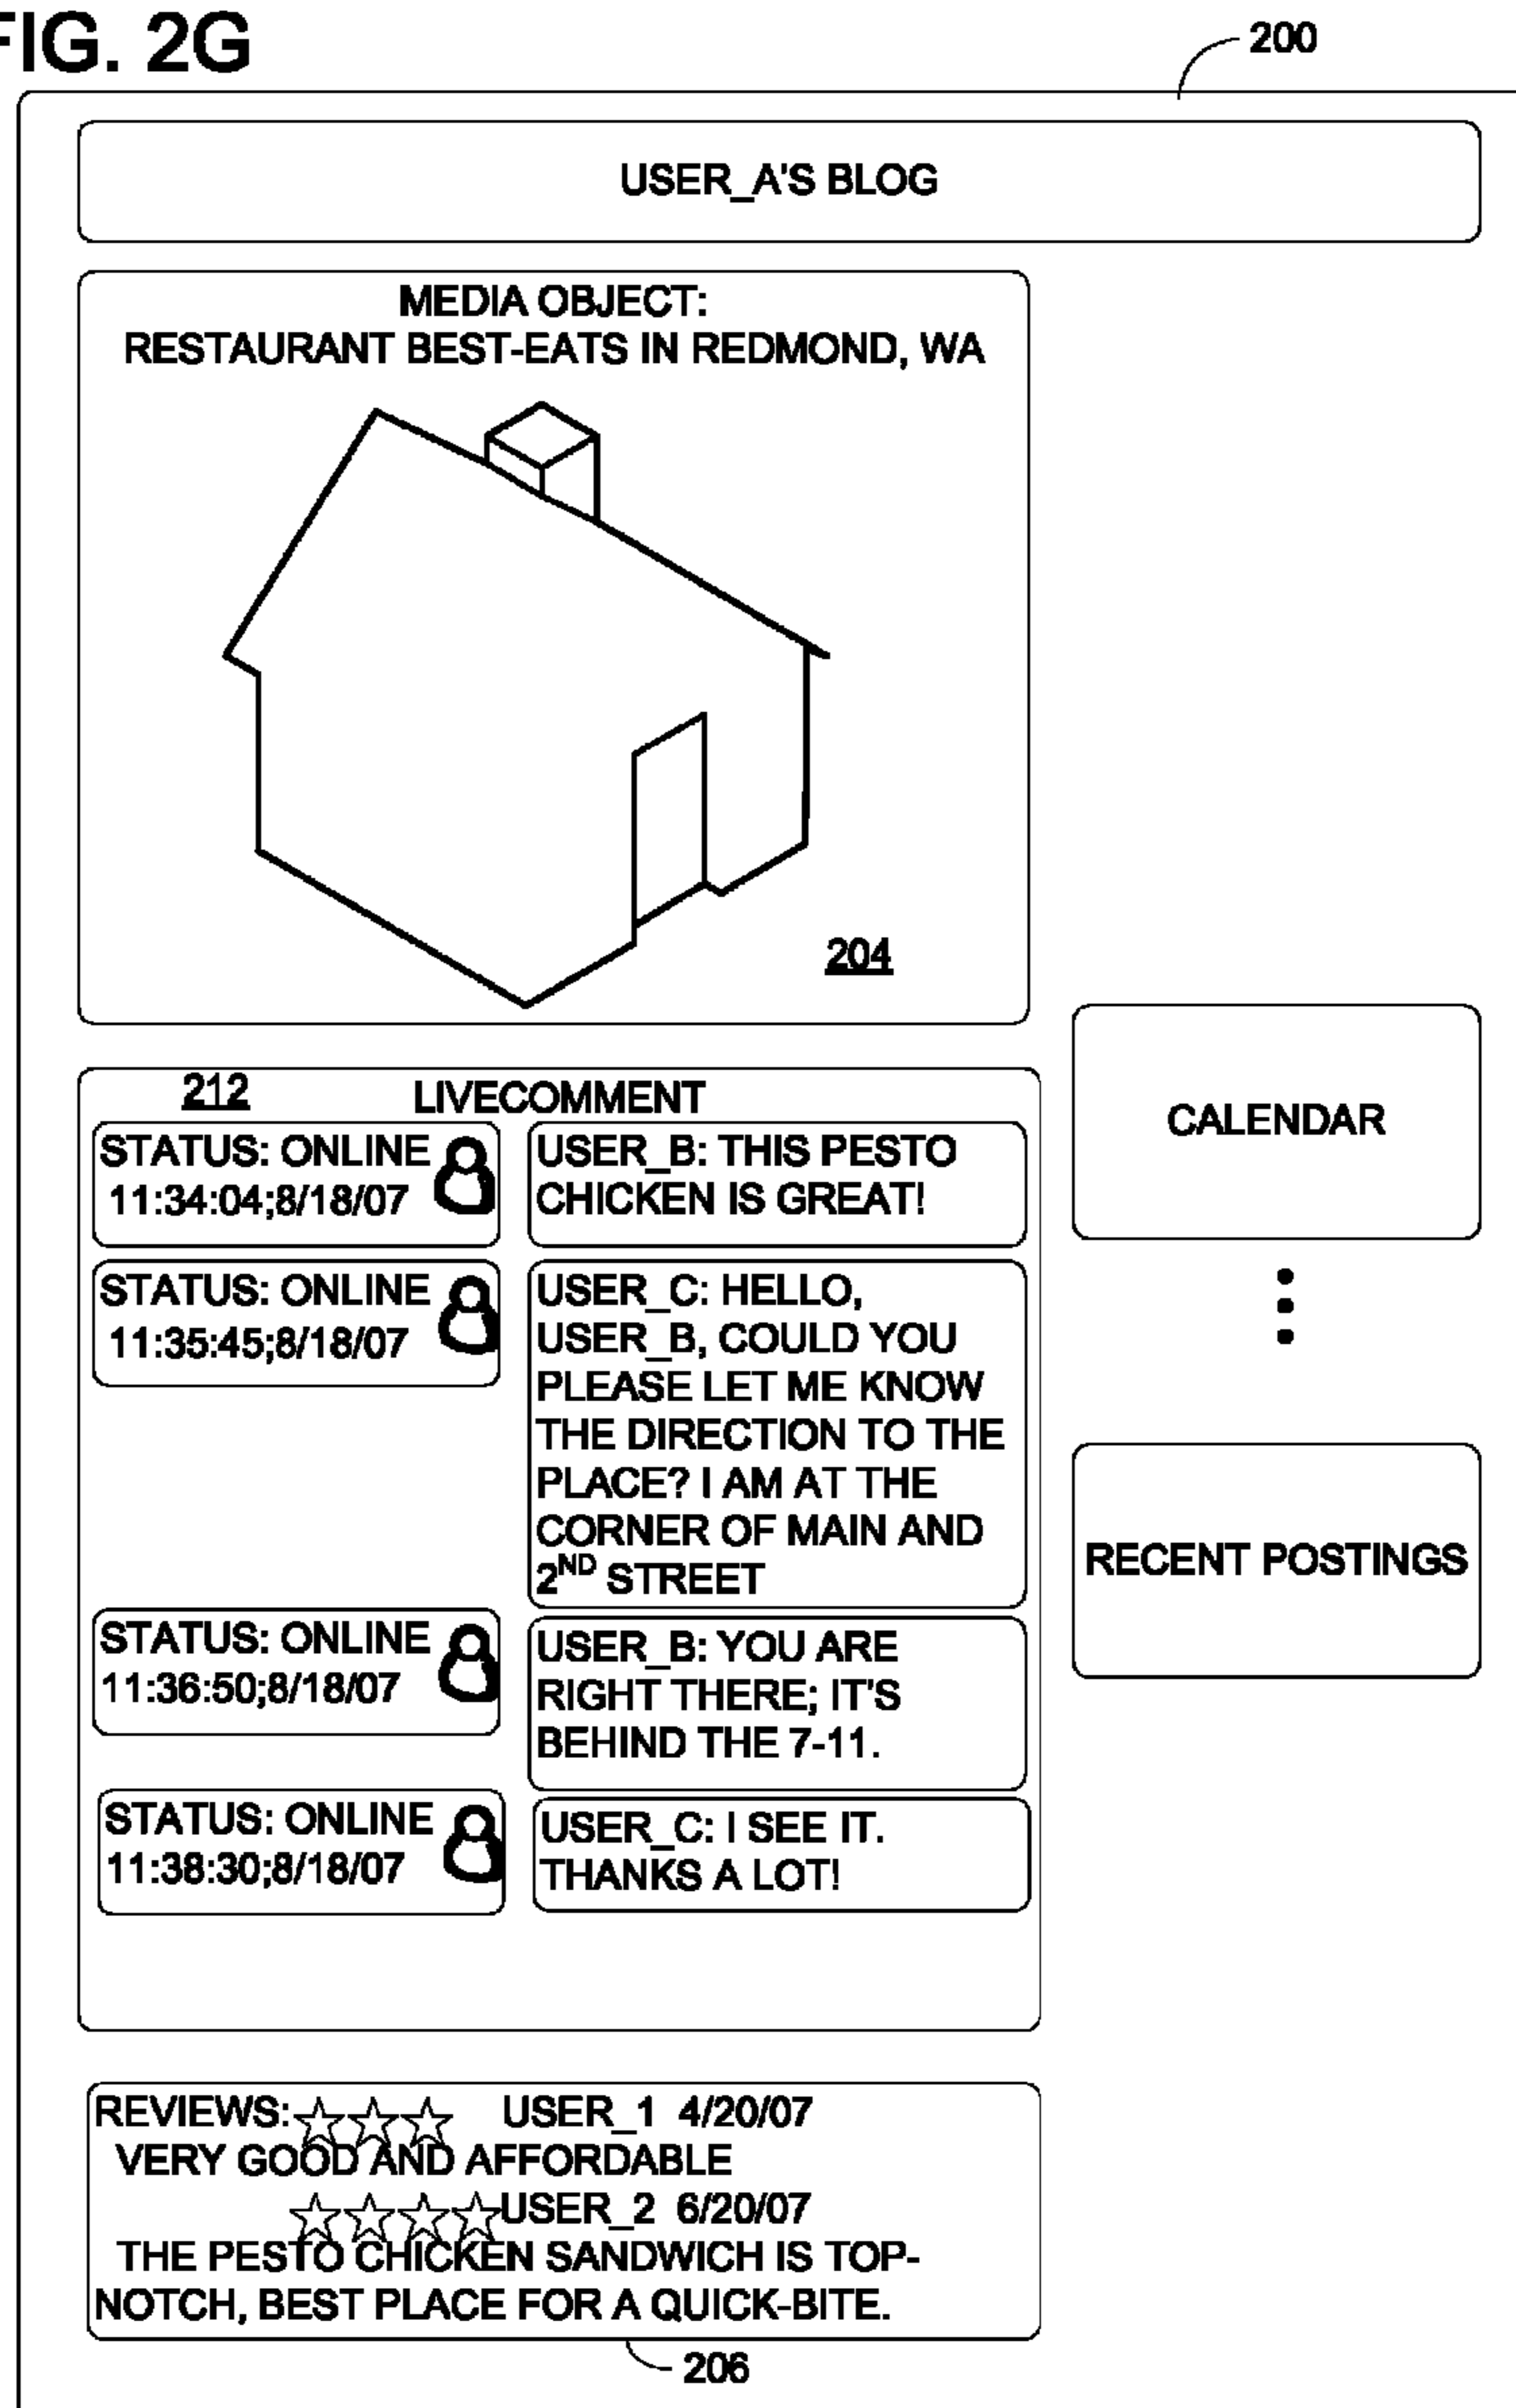 FIG. 2G
200
USER_A'S BLOG
MEDIA OBJECT:
RESTAURANT BEST-EATS IN REDMOND, WA
204
212 LIVECOMMENT
STATUS: ONLINE
11:34:04;8/18/07
USER_B: THIS PESTO
CHICKEN IS GREAT!
STATUS: ONLINE
11:35:45;8/18/07
USER_C: HELLO,
USER_B, COULD YOU
PLEASE LET ME KNOW
THE DIRECTION TO THE
PLACE? I AM AT THE
CORNER OF MAIN AND
2ND STREET
STATUS: ONLINE
11:36:50;8/18/07
USER_B: YOU ARE
RIGHT THERE; IT'S
BEHIND THE 7-11.
STATUS: ONLINE
11:38:30;8/18/07
USER_C: I SEE IT.
THANKS A LOT!
CALENDAR
RECENT POSTINGS
REVIEWS: USER_1 4/20/07
VERY GOOD AND AFFORDABLE
USER_2 6/20/07
THE PESTO CHICKEN SANDWICH IS TOP-
NOTCH, BEST PLACE FOR A QUICK-BITE.
206